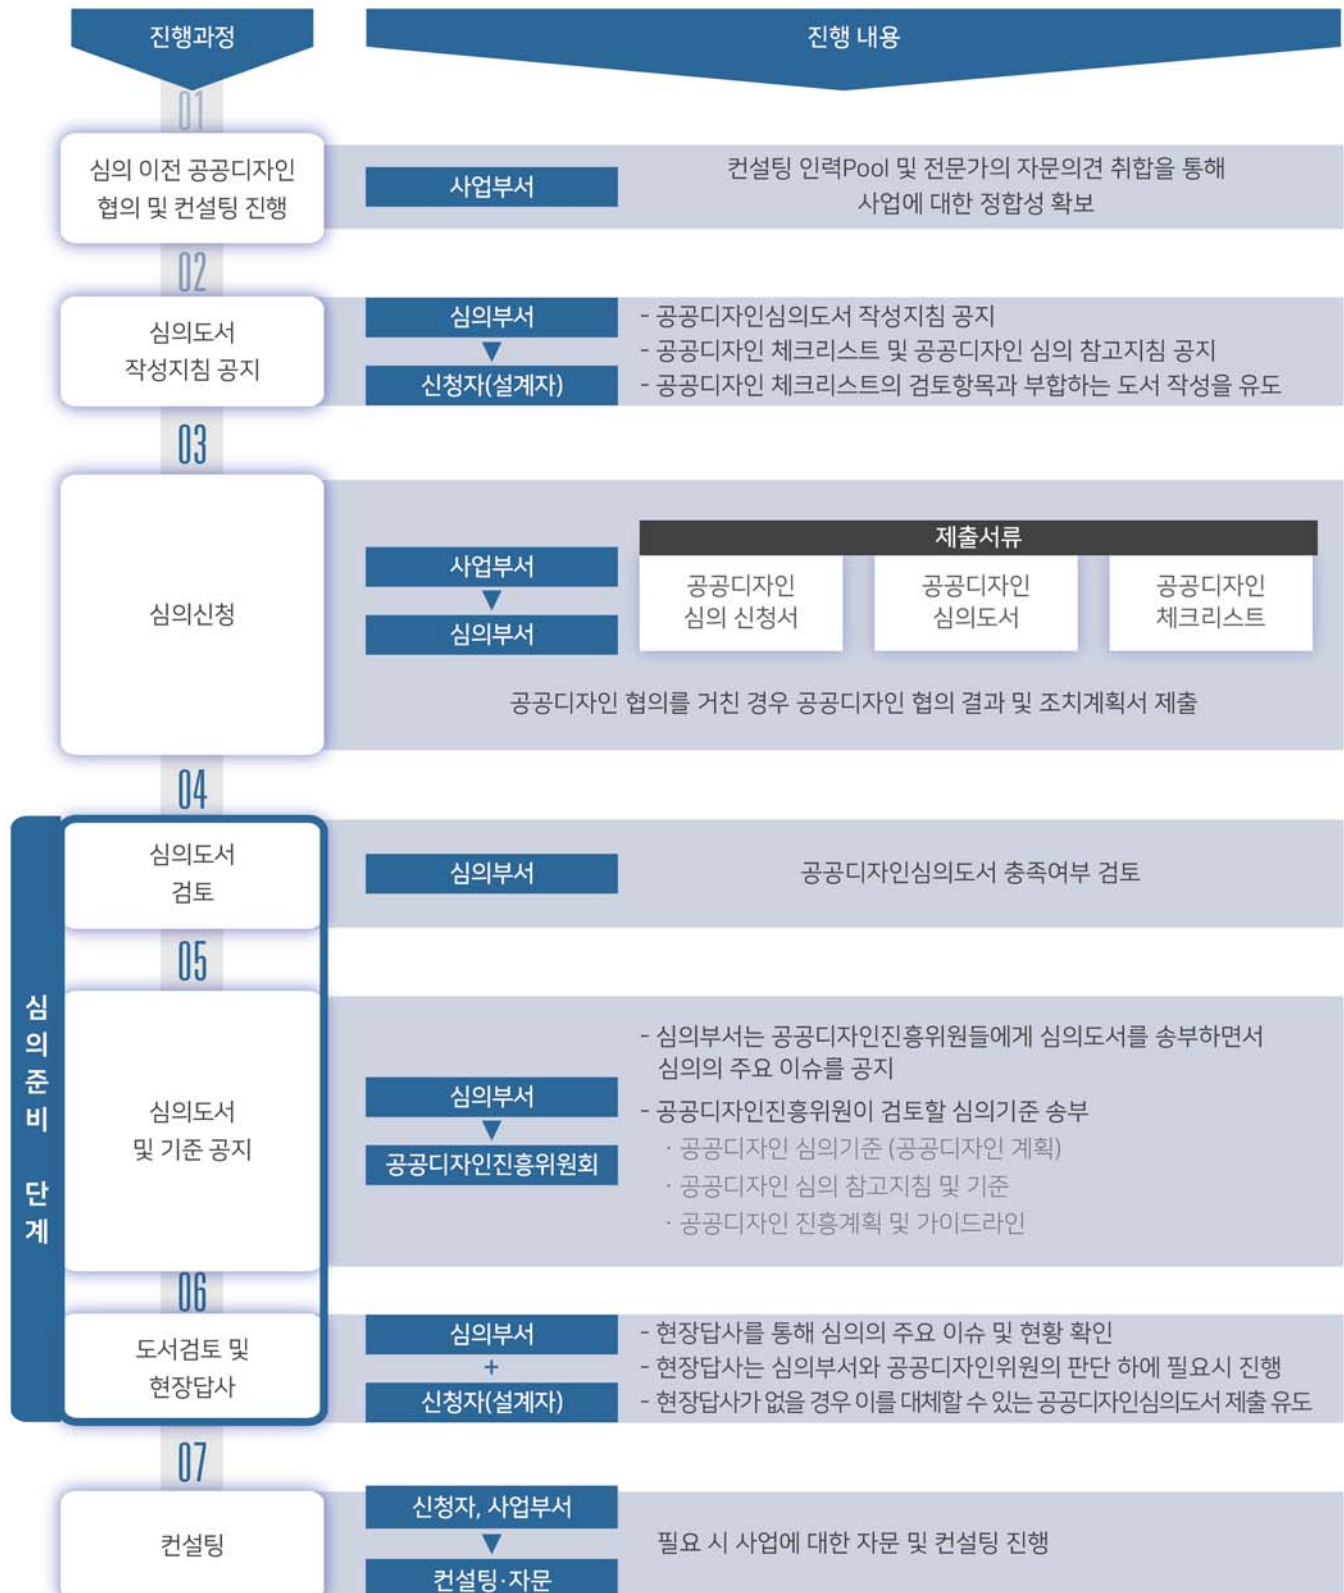 진행과정
진행 내용
01
심의 이전 공공디자인
협의 및 컨설팅 진행
사업부서
컨설팅 인력Pool 및 전문가의 자문의견 취합을 통해
사업에 대한 정합성 확보
02
심의도서
작성지침 공지
심의부서
▼
신청자(설계자)
- 공공디자인심의도서 작성지침 공지
- 공공디자인 체크리스트 및 공공디자인 심의 참고지침 공지
- 공공디자인 체크리스트의 검토항목과 부합하는 도서 작성을 유도
03
심의신청
사업부서
▼
심의부서
제출서류
공공디자인
심의 신청서
공공디자인
심의도서
공공디자인
체크리스트
공공디자인 협의를 거친 경우 공공디자인 협의 결과 및 조치계획서 제출
심의준비 단계
04
심의도서
검토
심의부서
공공디자인심의도서 충족여부 검토
05
심의도서
및 기준 공지
심의부서
▼
공공디자인진흥위원회
- 심의부서는 공공디자인진흥위원들에게 심의도서를 송부하면서
심의의 주요 이슈를 공지
- 공공디자인진흥위원이 검토할 심의기준 송부
· 공공디자인 심의기준 (공공디자인 계획)
· 공공디자인 심의 참고지침 및 기준
· 공공디자인 진흥계획 및 가이드라인
06
도서검토 및
현장답사
심의부서
+
신청자(설계자)
- 현장답사를 통해 심의의 주요 이슈 및 현황 확인
- 현장답사는 심의부서와 공공디자인위원의 판단 하에 필요시 진행
- 현장답사가 없을 경우 이를 대체할 수 있는 공공디자인심의도서 제출 유도
07
컨설팅
신청자, 사업부서
▼
컨설팅·자문
필요 시 사업에 대한 자문 및 컨설팅 진행